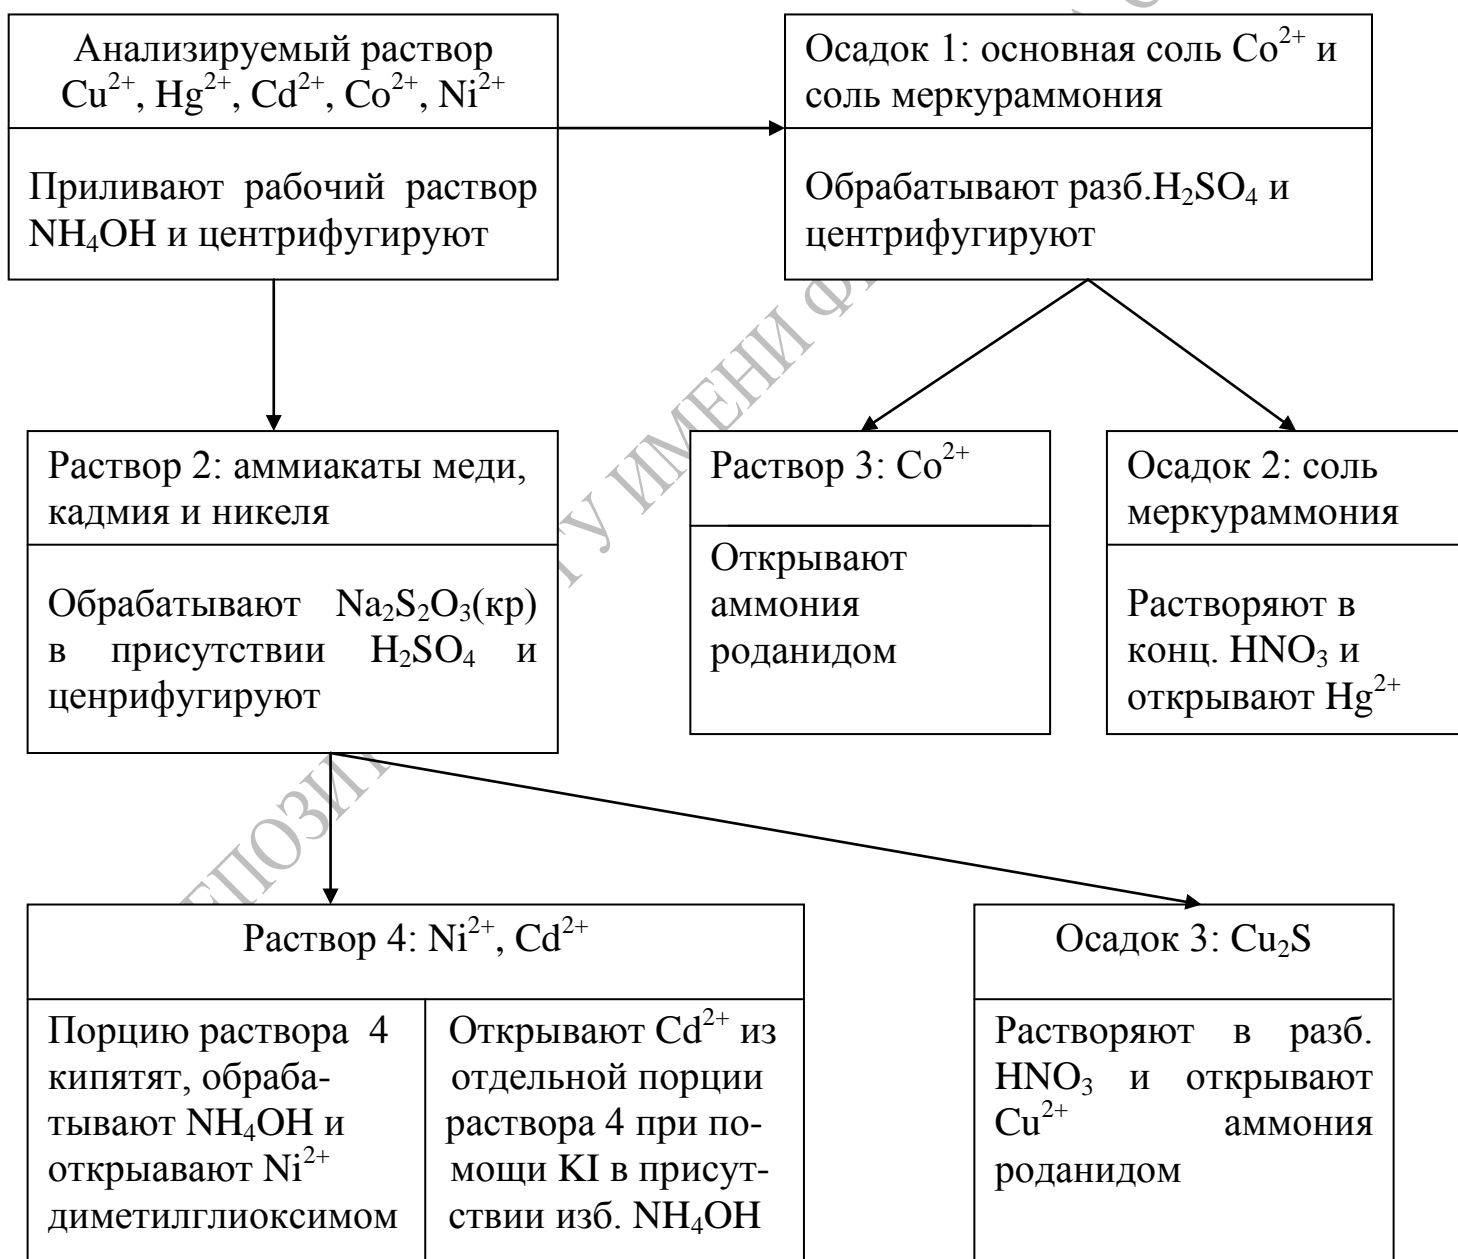 Анализируемый раствор
Cu²⁺, Hg²⁺, Cd²⁺, Co²⁺, Ni²⁺
Приливают рабочий раствор
NH₄OH и центрифугируют
Осадок 1: основная соль Co²⁺ и
соль меркураммония
Обрабатывают разб.H₂SO₄ и
центрифугируют
Раствор 2: аммиакаты меди,
кадмия и никеля
Обрабатывают Na₂S₂O₃(кр)
в присутствии H₂SO₄ и
ценрифугируют
Раствор 3: Co²⁺
Открывают
аммония
роданидом
Осадок 2: соль
меркураммония
Растворяют в
конц. HNO₃ и
открывают Hg²⁺
Раствор 4: Ni²⁺, Cd²⁺
Порцию раствора 4
кипятят, обраба-
тывают NH₄OH и
открыавают Ni²⁺
диметилглиоксимом
Открывают Cd²⁺ из
отдельной порции
раствора 4 при по-
мощи KI в присут-
ствии изб. NH₄OH
Осадок 3: Cu₂S
Растворяют в разб.
HNO₃ и открывают
Cu²⁺ аммония
роданидом
ГУ ИМЕНИ Ф